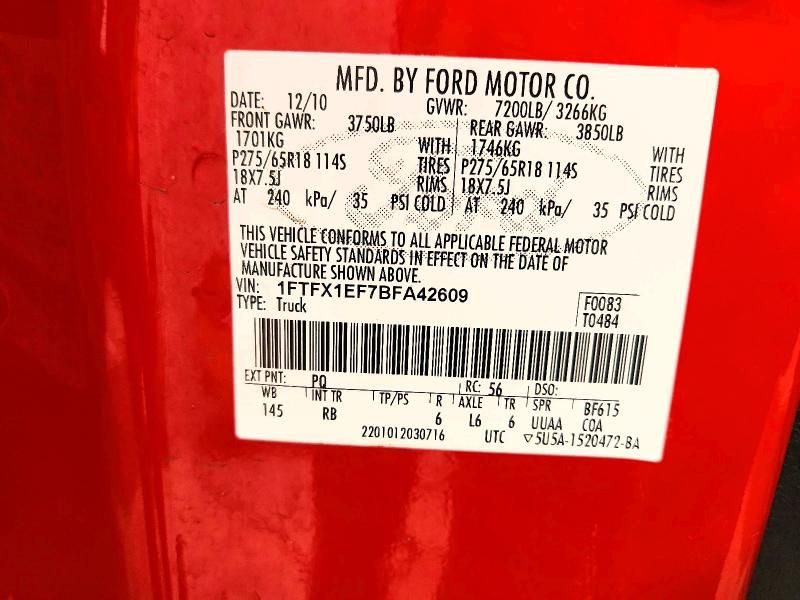 MFD. BY FORD MOTOR CO.
DATE: 12/10 GVWR: 7200LB/ 3266KG
FRONT GAWR: 3750LB REAR GAWR: 3850LB
1701KG WITH 1746KG WITH
P275/65R18 114S TIRES P275/65R18 114S TIRES
18X7.5J RIMS 18X7.5J RIMS
AT 240 kPa/ 35 PSI COLD AT 240 kPa/ 35 PSI COLD
THIS VEHICLE CONFORMS TO ALL APPLICABLE FEDERAL MOTOR
VEHICLE SAFETY STANDARDS IN EFFECT ON THE DATE OF
MANUFACTURE SHOWN ABOVE.
VIN: 1FTFX1EF7BFA42609
TYPE: Truck
F0083
T0484
EXT PNT: PQ RC: 56 DSO:
WB INT TR TP/PS R AXLE TR SPR BF615
145 RB 6 L6 6 UUAA COA
2201012030716 UTC ▽5U5A-1520472-BA